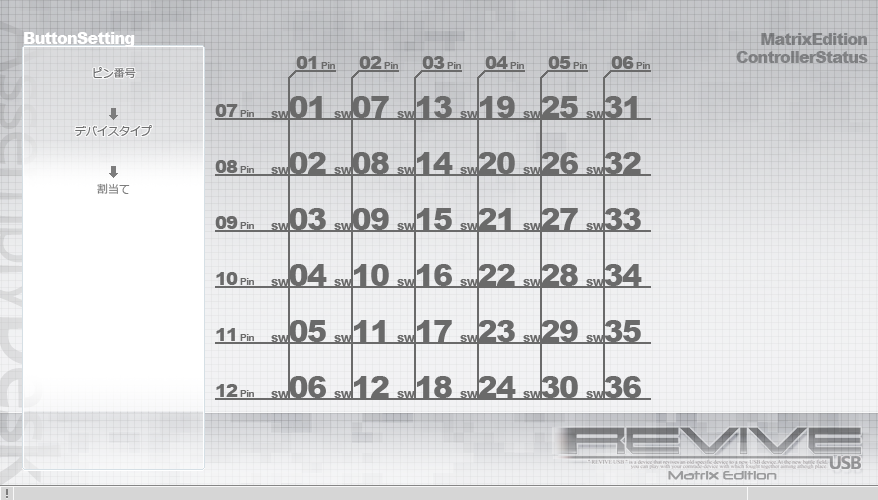 ButtonSetting
ピン番号
デバイスタイプ
割当て
MatrixEdition
ControllerStatus
01 Pin 02 Pin 03 Pin 04 Pin 05 Pin 06 Pin
07 Pin SW01 SW07 SW13 SW19 SW25 SW31
08 Pin SW02 SW08 SW14 SW20 SW26 SW32
09 Pin SW03 SW09 SW15 SW21 SW27 SW33
10 Pin SW04 SW10 SW16 SW22 SW28 SW34
11 Pin SW05 SW11 SW17 SW23 SW29 SW35
12 Pin SW06 SW12 SW18 SW24 SW30 SW36
REVIVE
USB
Matrix Edition
!